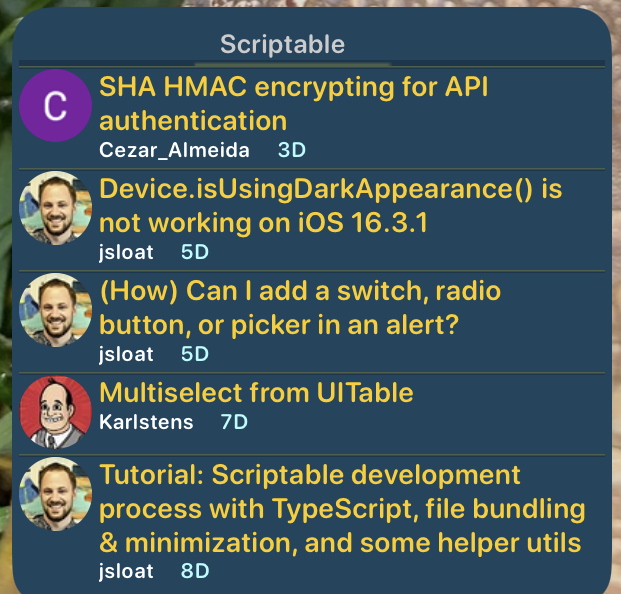 Scriptable
C
SHA HMAC encrypting for API
authentication
Cezar_Almeida 3D
Device.isUsingDarkAppearance() is
not working on iOS 16.3.1
jsloat 5D
(How) Can I add a switch, radio
button, or picker in an alert?
jsloat 5D
Multiselect from UITable
Karlstens 7D
Tutorial: Scriptable development
process with TypeScript, file bundling
& minimization, and some helper utils
jsloat 8D